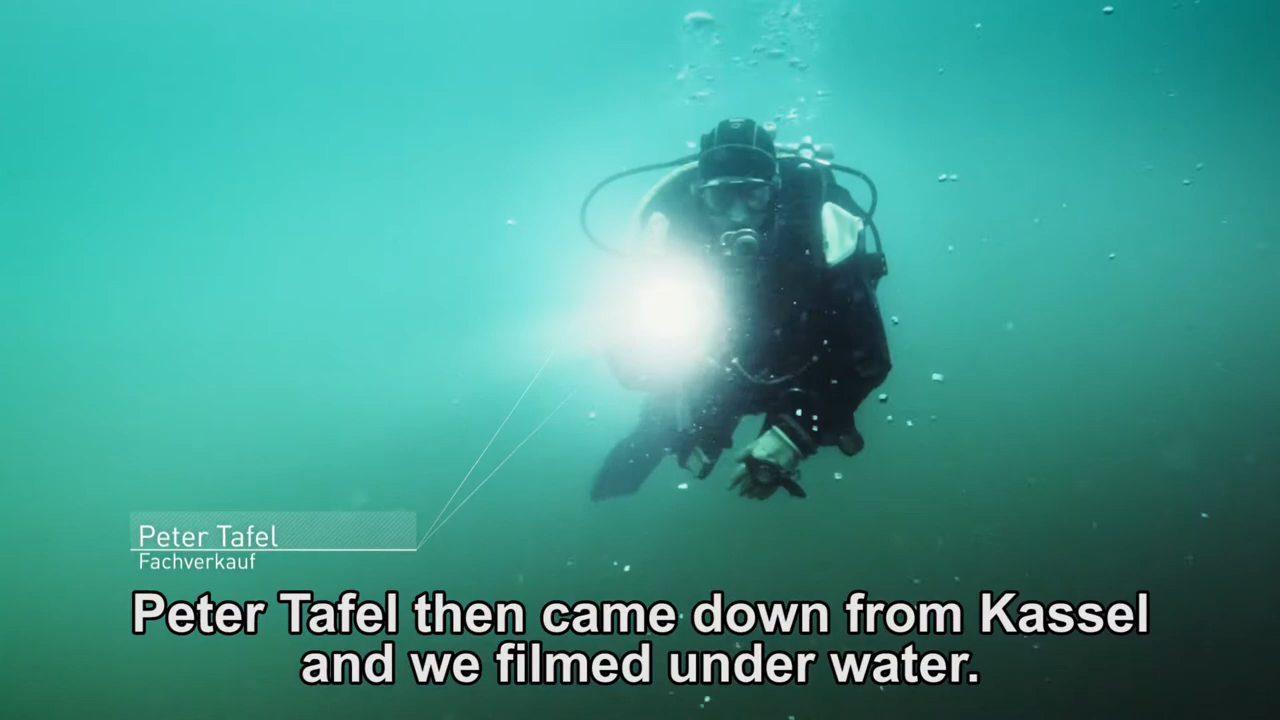 Peter Tafel
Fachverkauf
Peter Tafel then came down from Kassel
and we filmed under water.